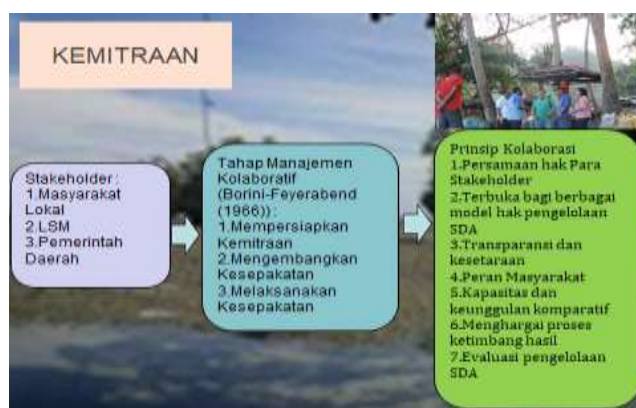 KEMITRAAN
Stakeholder:
1.Masyarakat
Lokal
2.LSM
3.Pemerintah
Daerah
Tahap Manajemen
Kolaboratif
(Borini-Feyerabend
(1966)) :
1.Mempersiapkan
Kemitraan
2.Mengembangkan
Kesepakatan
3.Melaksanakan
Kesepakatan
Prinsip Kolaborasi
1.Persamaan hak Para
Stakeholder
2.Terbuka bagi berbagai
model hak pengelolaan
SDA
3.Transparansi dan
kesetaraan
4.Peran Masyarakat
5.Kapasitas dan
keunggulan komparatif
6.Menghargai proses
ketimbang hasil
7.Evaluasi pengelolaan
SDA